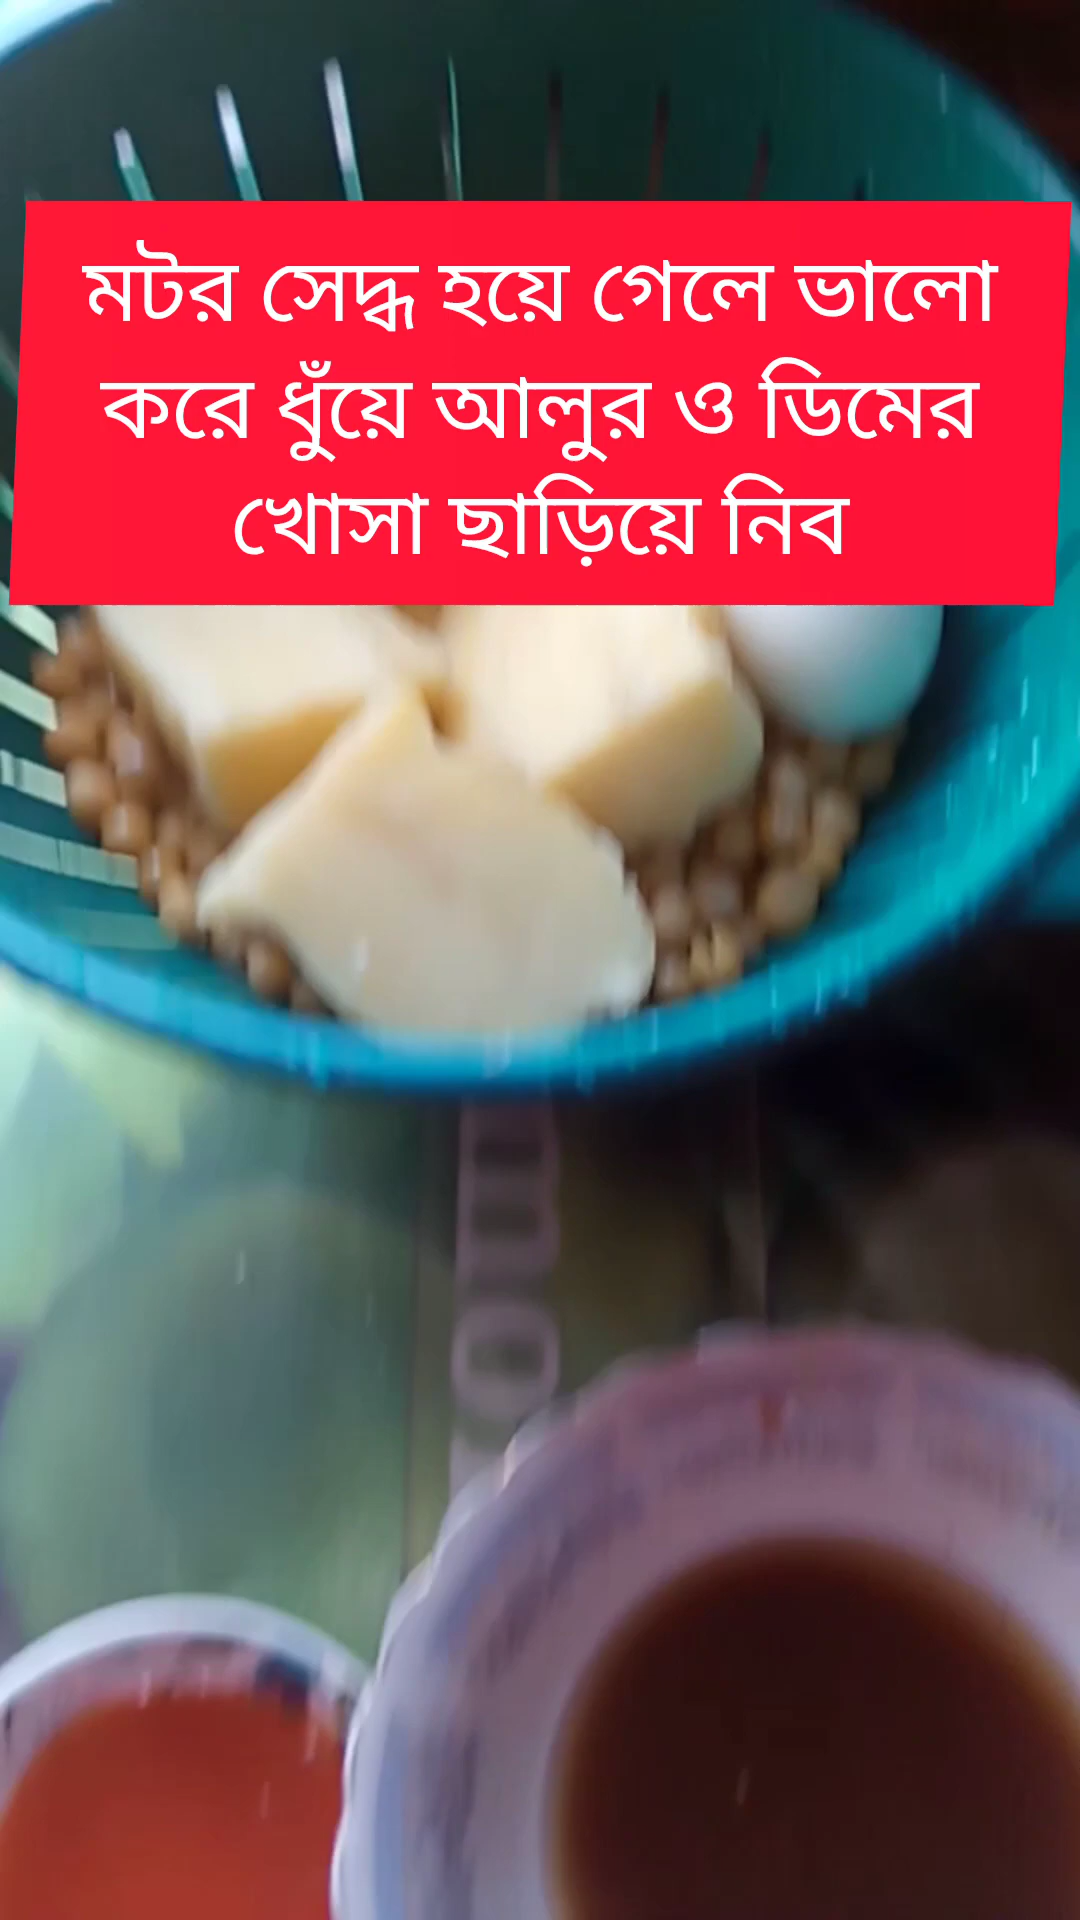 মটর সেদ্ধ হয়ে গেলে ভালো
করে ধুঁয়ে আলুর ও ডিমের
খোসা ছাড়িয়ে নিব